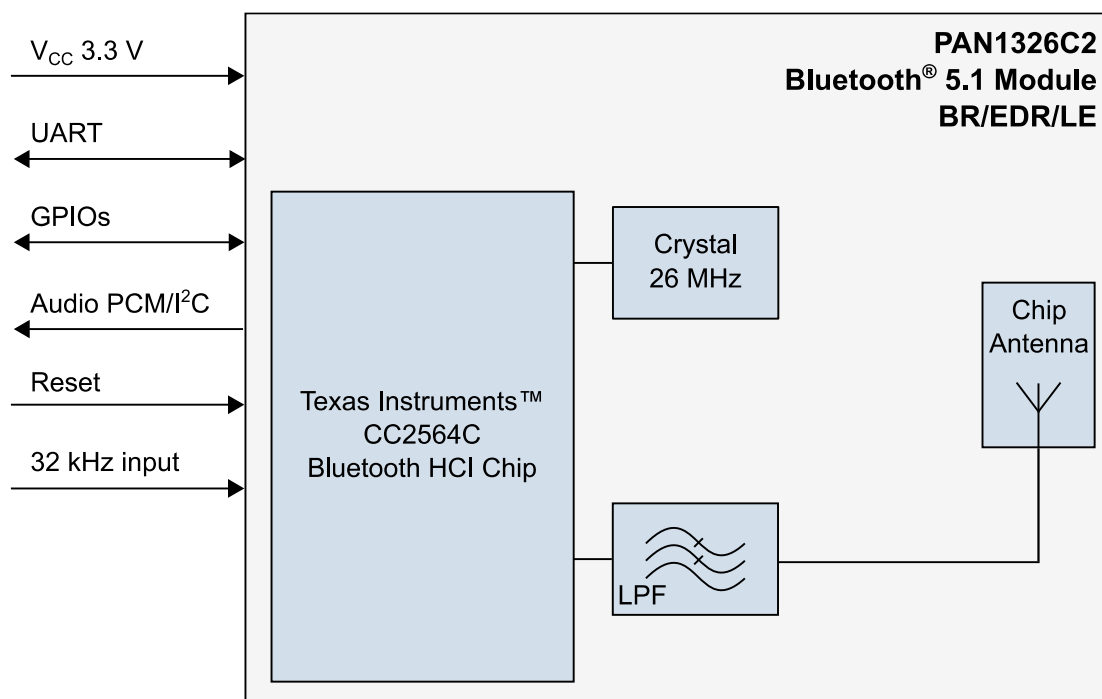 V_CC 3.3 V
UART
GPIOs
Audio PCM/I²C
Reset
32 kHz input
PAN1326C2
Bluetooth® 5.1 Module
BR/EDR/LE
Texas Instruments™
CC2564C
Bluetooth HCI Chip
Crystal
26 MHz
Chip
Antenna
LPF